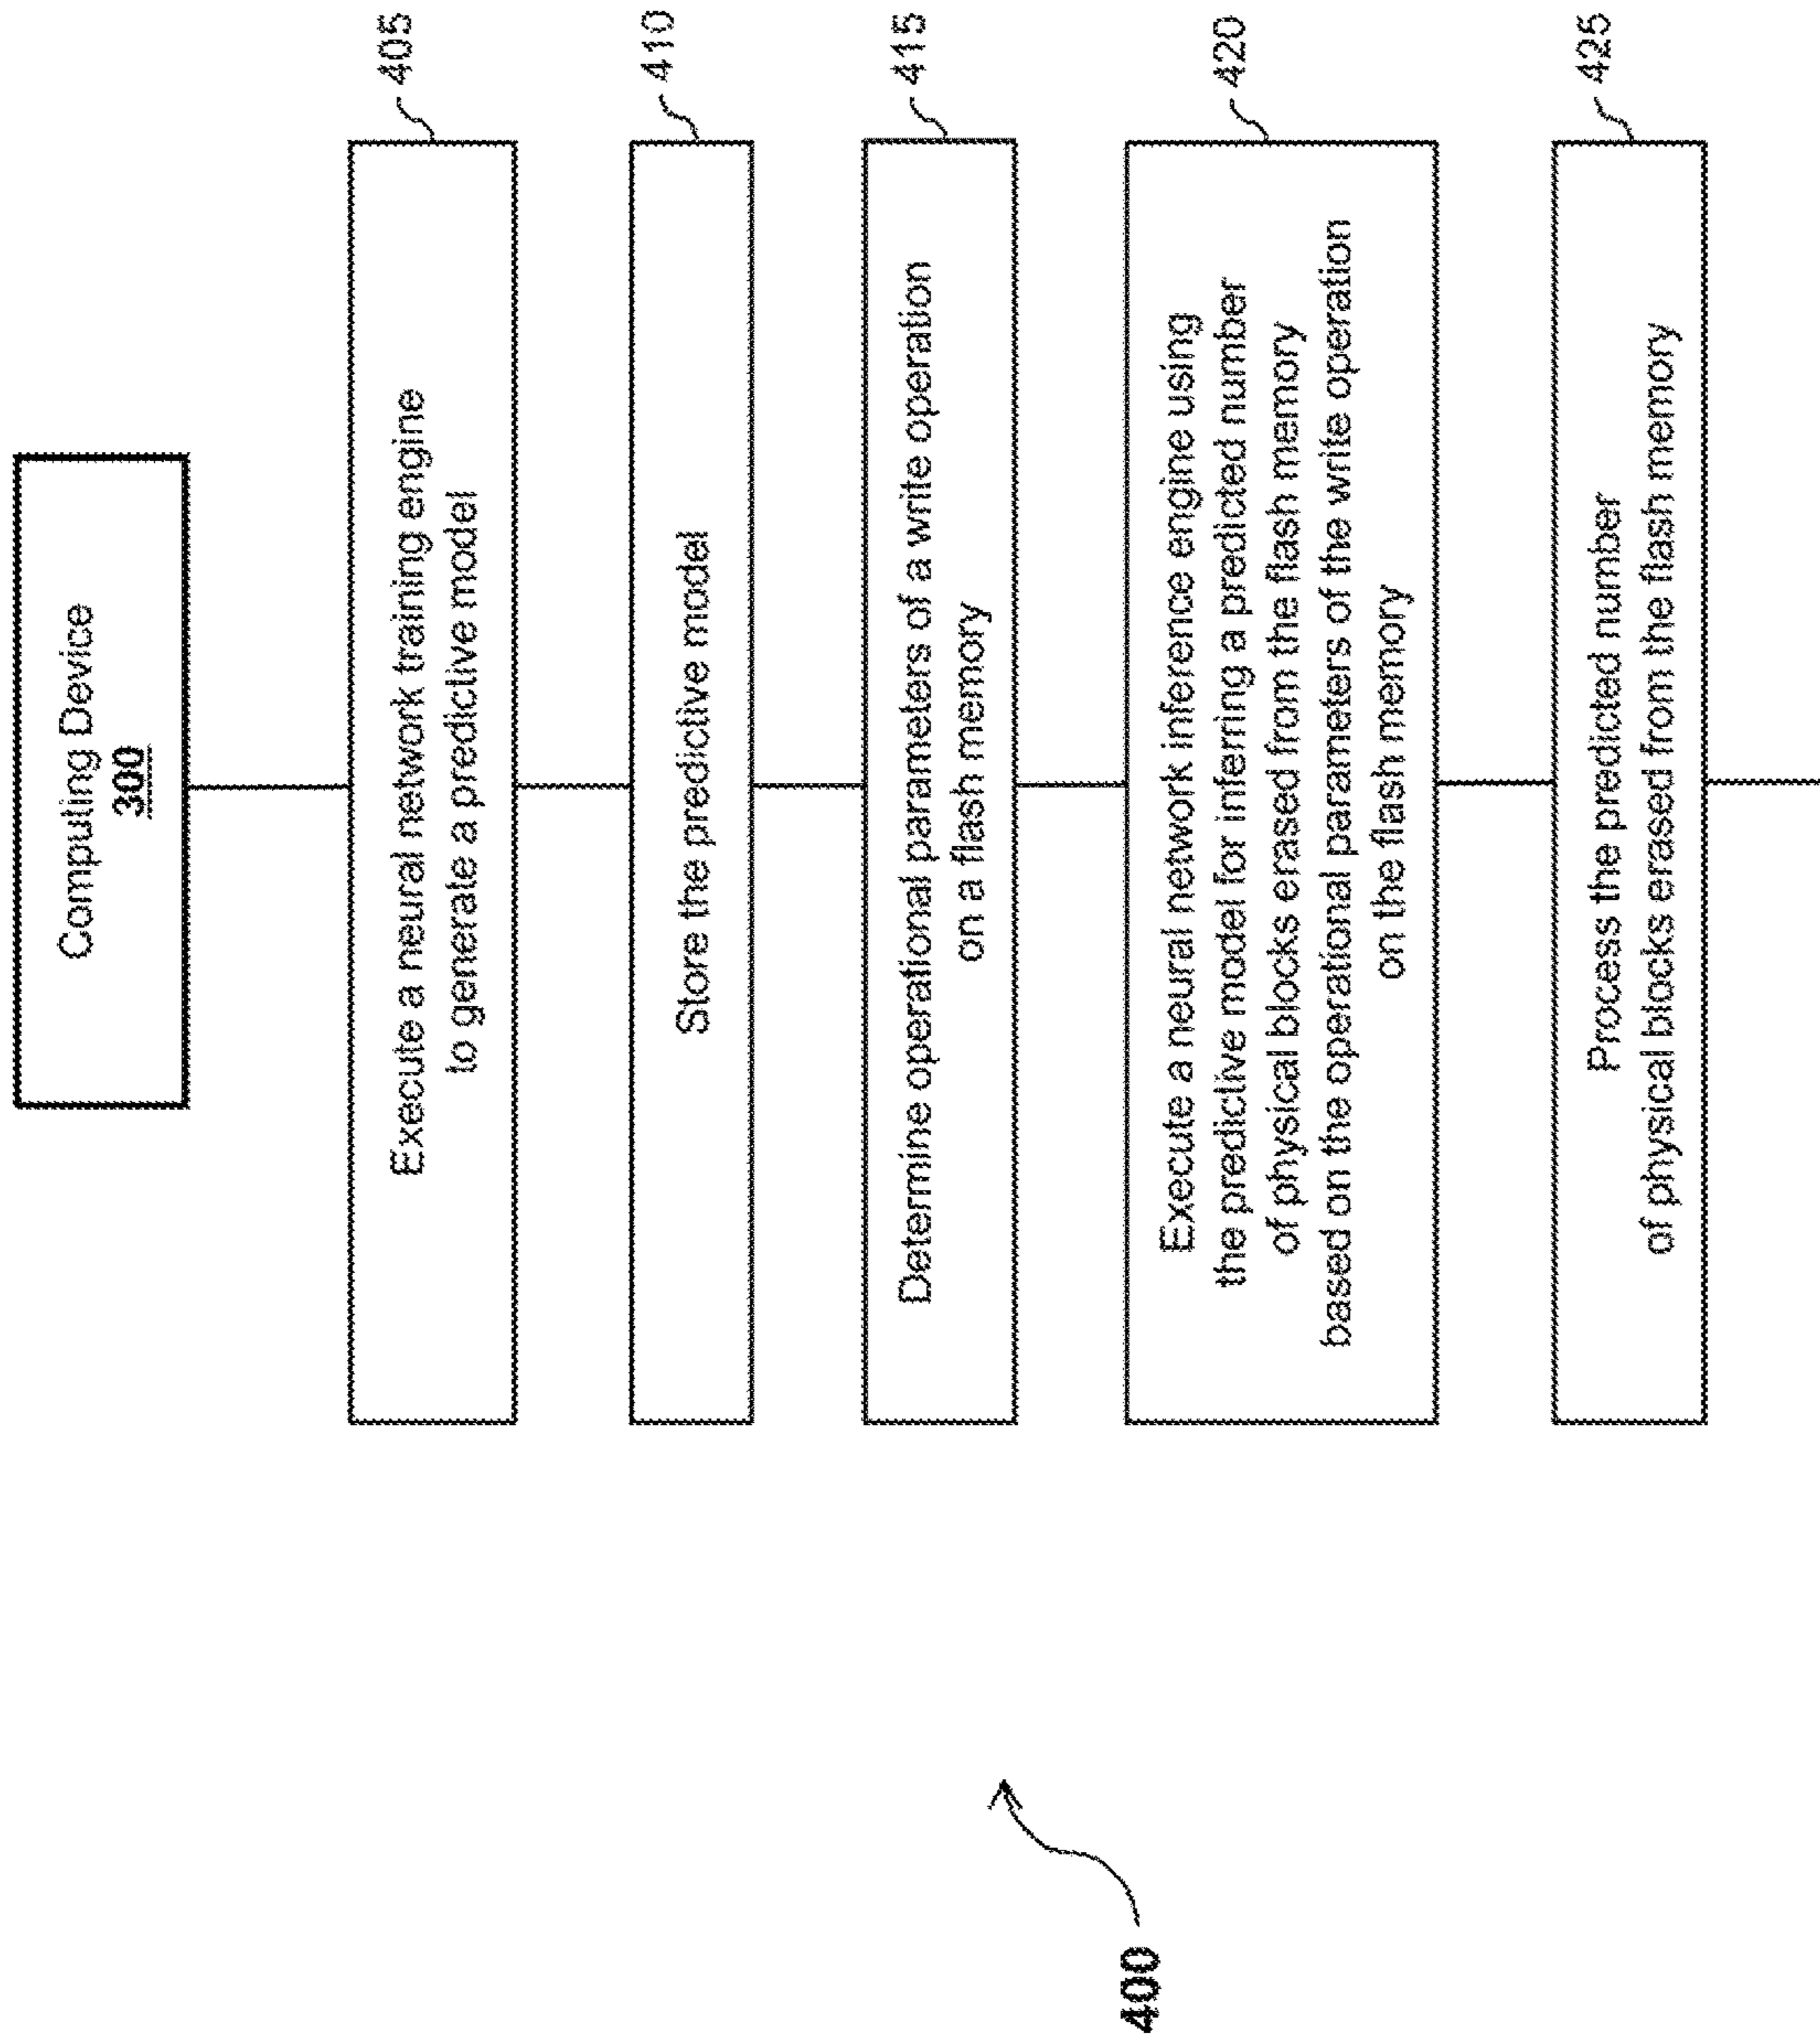 Computing Device
300
Execute a neural network training engine
to generate a predictive model
405
Store the predictive model
410
Determine operational parameters of a write operation
on a flash memory
415
Execute a neural network inference engine using
the predictive model for inferring a predicted number
of physical blocks erased from the flash memory
based on the operational parameters of the write operation
on the flash memory
420
Process the predicted number
of physical blocks erased from the flash memory
425
400